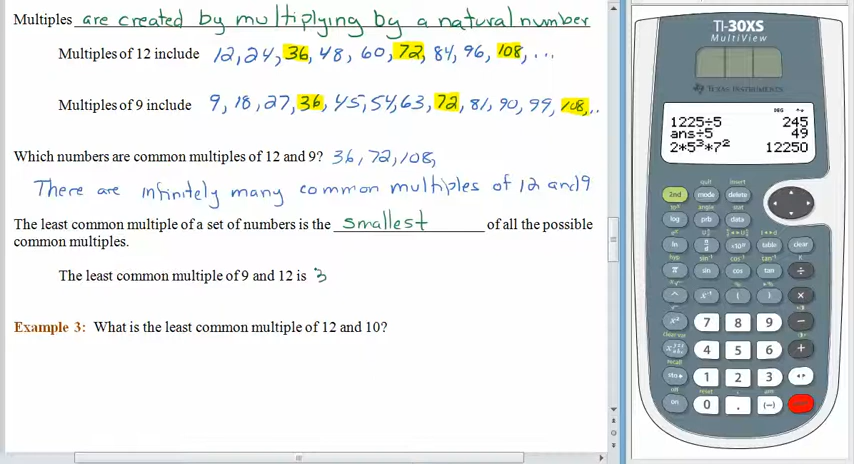 Multiples are created by multiplying by a natural number
Multiples of 12 include 12, 24, 36, 48, 60, 72, 84, 96, 108, ...
Multiples of 9 include 9, 18, 27, 36, 45, 54, 63, 72, 81, 90, 99, 108, ..
Which numbers are common multiples of 12 and 9? 36, 72, 108,
There are infinitely many common multiples of 12 and 9
The least common multiple of a set of numbers is the smallest of all the possible
common multiples.
The least common multiple of 9 and 12 is 3
Example 3: What is the least common multiple of 12 and 10?
TI-30XS
MultiView
TEXAS INSTRUMENTS
DEG
1225÷5 245
ans÷5 49
2*5³*7² 12250
quit insert
2nd mode delete
log prb data
ln table clear
π sin cos tan ÷
^ x⁻¹ ( ) ×
x² 7 8 9 −
4 5 6 +
recall
sto▸ 1 2 3
off reset ans
on 0 . (−)